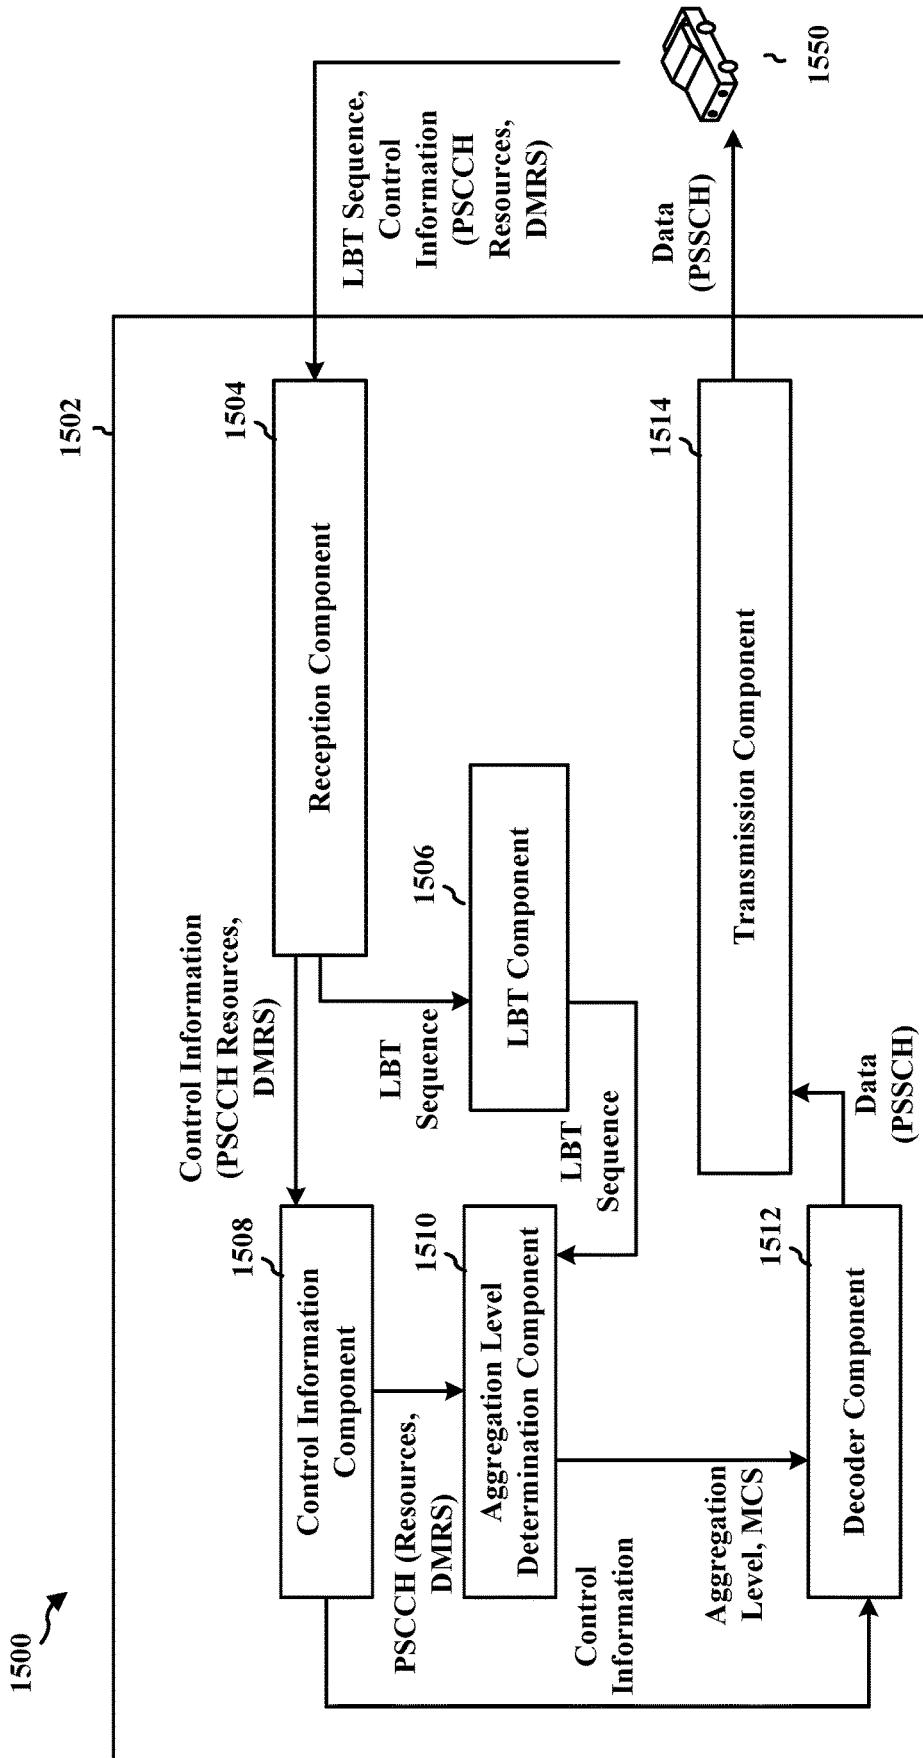 1500
1502
Control Information
(PSCCH Resources,
DMRS)
LBT Sequence,
Control
Information
(PSCCH
Resources,
DMRS)
1508
Control Information
Component
1504
Reception Component
PSCCH (Resources,
DMRS)
LBT
Sequence
1506
LBT Component
1510
Aggregation Level
Determination Component
LBT
Sequence
1550
Control
Information
Aggregation
Level, MCS
Data
(PSSCH)
1514
Transmission Component
1512
Decoder Component
Data
(PSSCH)